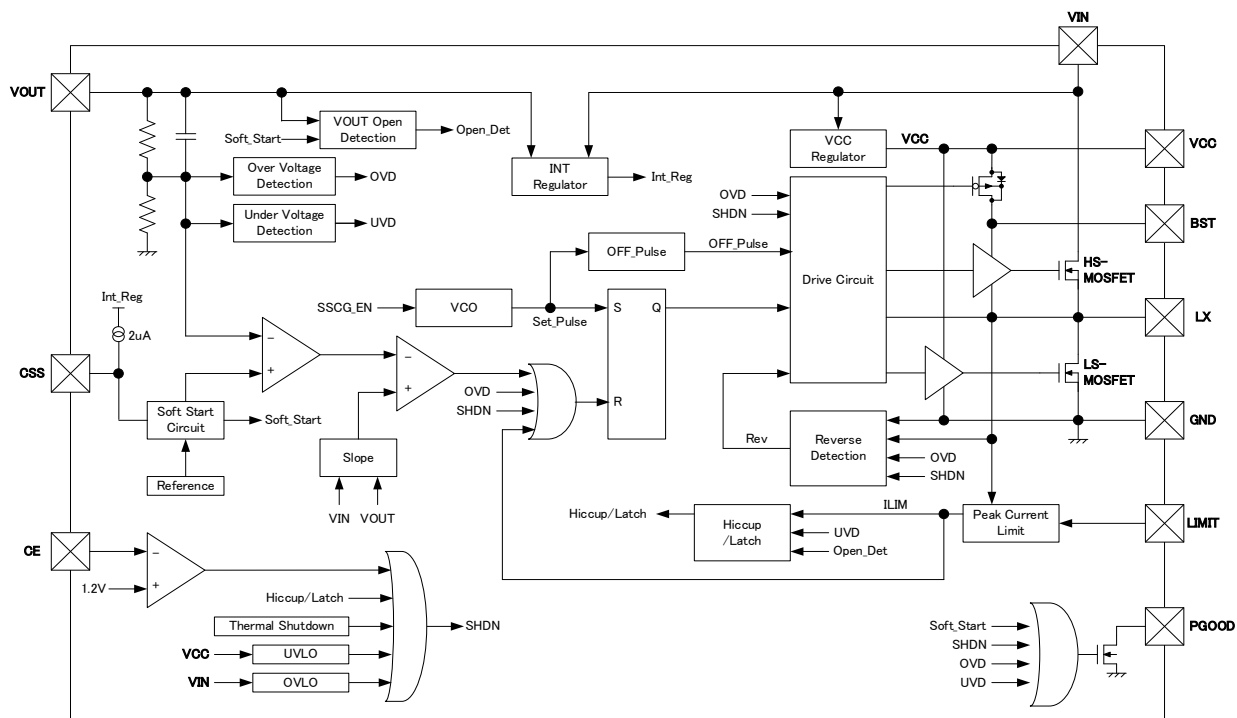 VIN
VOUT
VOUT Open
Detection
Soft_Start
Open_Det
VCC
Regulator
VCC
VCC
Over Voltage
Detection
OVD
INT
Regulator
Int_Reg
OVD
SHDN
BST
Under Voltage
Detection
UVD
OFF_Pulse
OFF_Pulse
Drive Circuit
HS-
MOSFET
Int_Reg
2uA
SSCG_EN
VCO
Set_Pulse
S
Q
LX
−
+
−
+
LS-
MOSFET
CSS
OVD
SHDN
R
Soft Start
Circuit
Soft_Start
GND
Rev
Reverse
Detection
OVD
SHDN
Slope
Reference
VIN
VOUT
Hiccup/Latch
Hiccup
/Latch
ILIM
UVD
Open_Det
Peak Current
Limit
LIMIT
CE
−
+
1.2V
Hiccup/Latch
Thermal Shutdown
SHDN
VCC
UVLO
VIN
OVLO
Soft_Start
SHDN
OVD
UVD
PGOOD